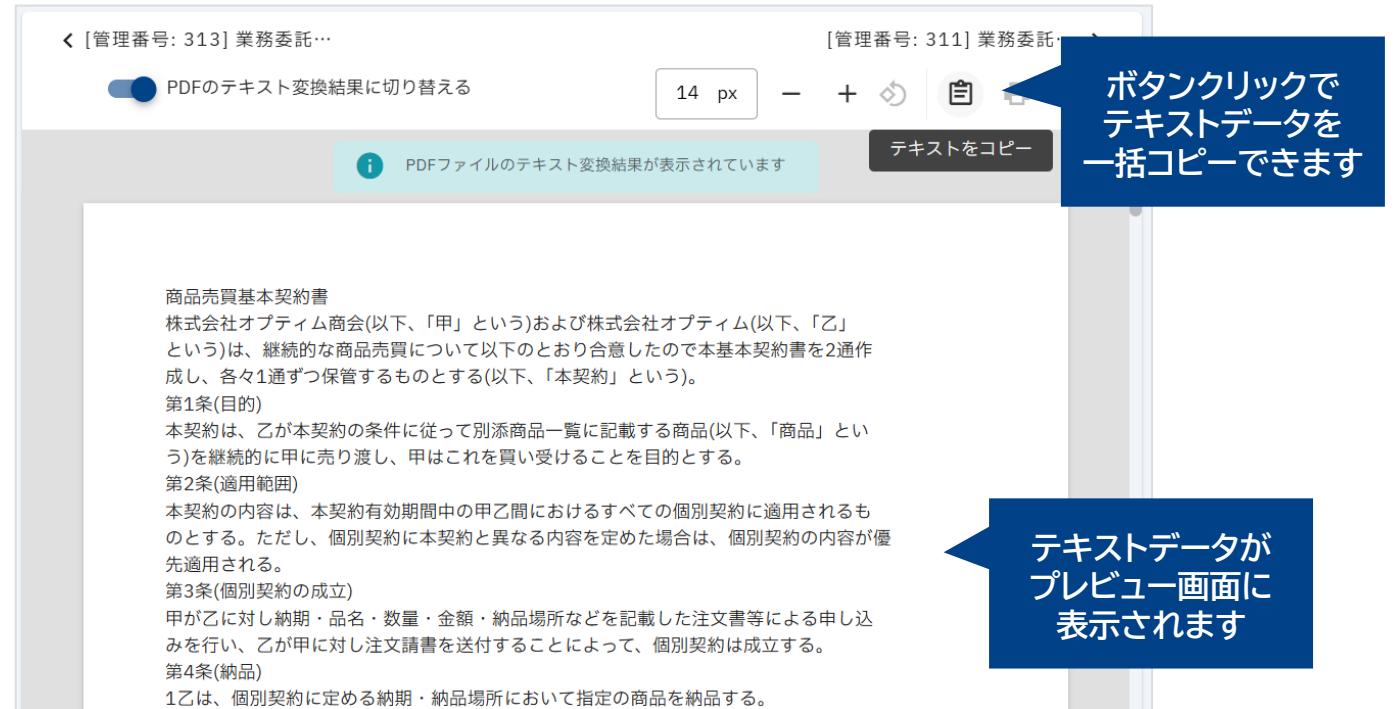 [管理番号: 313] 業務委託…
[管理番号: 311] 業務委託…
PDFのテキスト変換結果に切り替える
14 px
ボタンクリックで
テキストデータを
一括コピーできます
テキストをコピー
PDFファイルのテキスト変換結果が表示されています
商品売買基本契約書
株式会社オプティム商会(以下、「甲」という)および株式会社オプティム(以下、「乙」
という)は、継続的な商品売買について以下のとおり合意したので本基本契約書を2通作
成し、各々1通ずつ保管するものとする(以下、「本契約」という)。
第1条(目的)
本契約は、乙が本契約の条件に従って別添商品一覧に記載する商品(以下、「商品」とい
う)を継続的に甲に売り渡し、甲はこれを買い受けることを目的とする。
第2条(適用範囲)
本契約の内容は、本契約有効期間中の甲乙間におけるすべての個別契約に適用されるも
のとする。ただし、個別契約に本契約と異なる内容を定めた場合は、個別契約の内容が優
先適用される。
第3条(個別契約の成立)
甲が乙に対し納期・品名・数量・金額・納品場所などを記載した注文書等による申し込
みを行い、乙が甲に対し注文請書を送付することによって、個別契約は成立する。
第4条(納品)
1乙は、個別契約に定める納期・納品場所において指定の商品を納品する。
テキストデータが
プレビュー画面に
表示されます